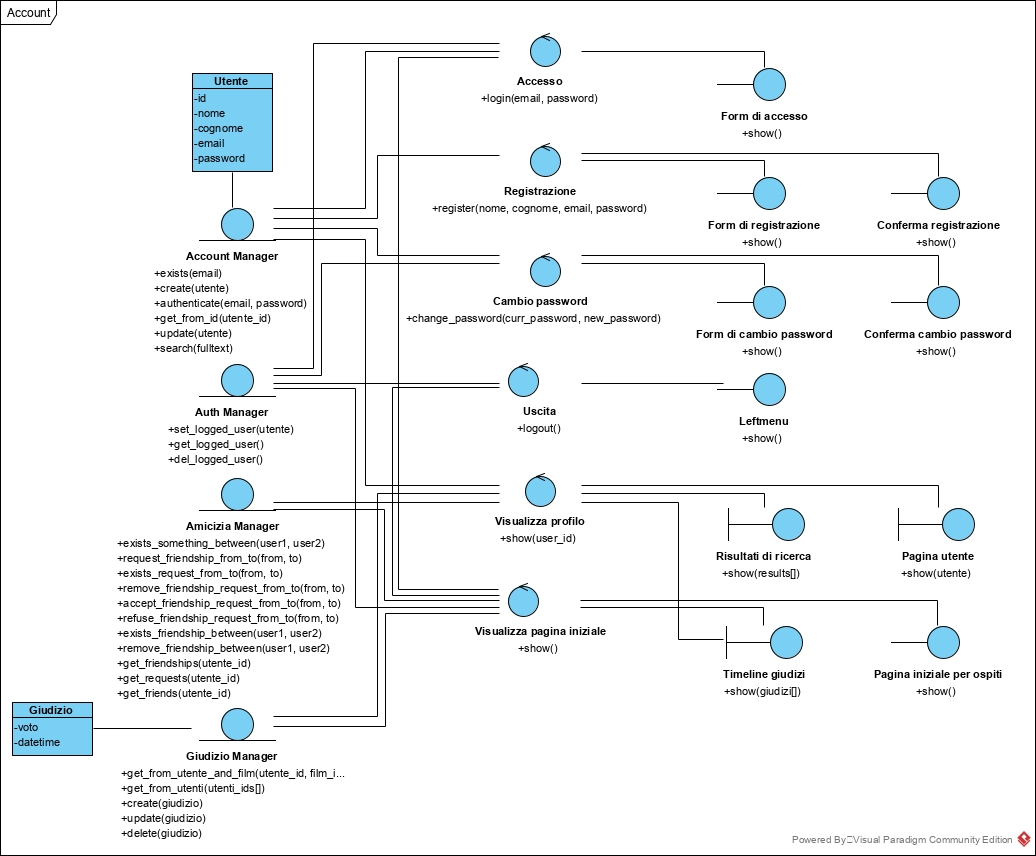 Account
Utente
-id
-nome
-cognome
-email
-password
Account Manager
+exists(email)
+create(utente)
+authenticate(email, password)
+get_from_id(utente_id)
+update(utente)
+search(fulltext)
Auth Manager
+set_logged_user(utente)
+get_logged_user()
+del_logged_user()
Amicizia Manager
+exists_something_between(user1, user2)
+request_friendship_from_to(from, to)
+exists_request_from_to(from, to)
+remove_friendship_request_from_to(from, to)
+accept_friendship_request_from_to(from, to)
+refuse_friendship_request_from_to(from, to)
+exists_friendship_between(user1, user2)
+remove_friendship_between(user1, user2)
+get_friendships(utente_id)
+get_requests(utente_id)
+get_friends(utente_id)
Giudizio
-voto
-datetime
Giudizio Manager
+get_from_utente_and_film(utente_id, film_i...
+get_from_utenti(utenti_ids[])
+create(giudizio)
+update(giudizio)
+delete(giudizio)
Accesso
+login(email, password)
Form di accesso
+show()
Registrazione
+register(nome, cognome, email, password)
Form di registrazione
+show()
Conferma registrazione
+show()
Cambio password
+change_password(curr_password, new_password)
Form di cambio password
+show()
Conferma cambio password
+show()
Uscita
+logout()
Leftmenu
+show()
Visualizza profilo
+show(user_id)
Risultati di ricerca
+show(results[])
Pagina utente
+show(utente)
Visualizza pagina iniziale
+show()
Timeline giudizi
+show(giudizi[])
Pagina iniziale per ospiti
+show()
Powered By Visual Paradigm Community Edition